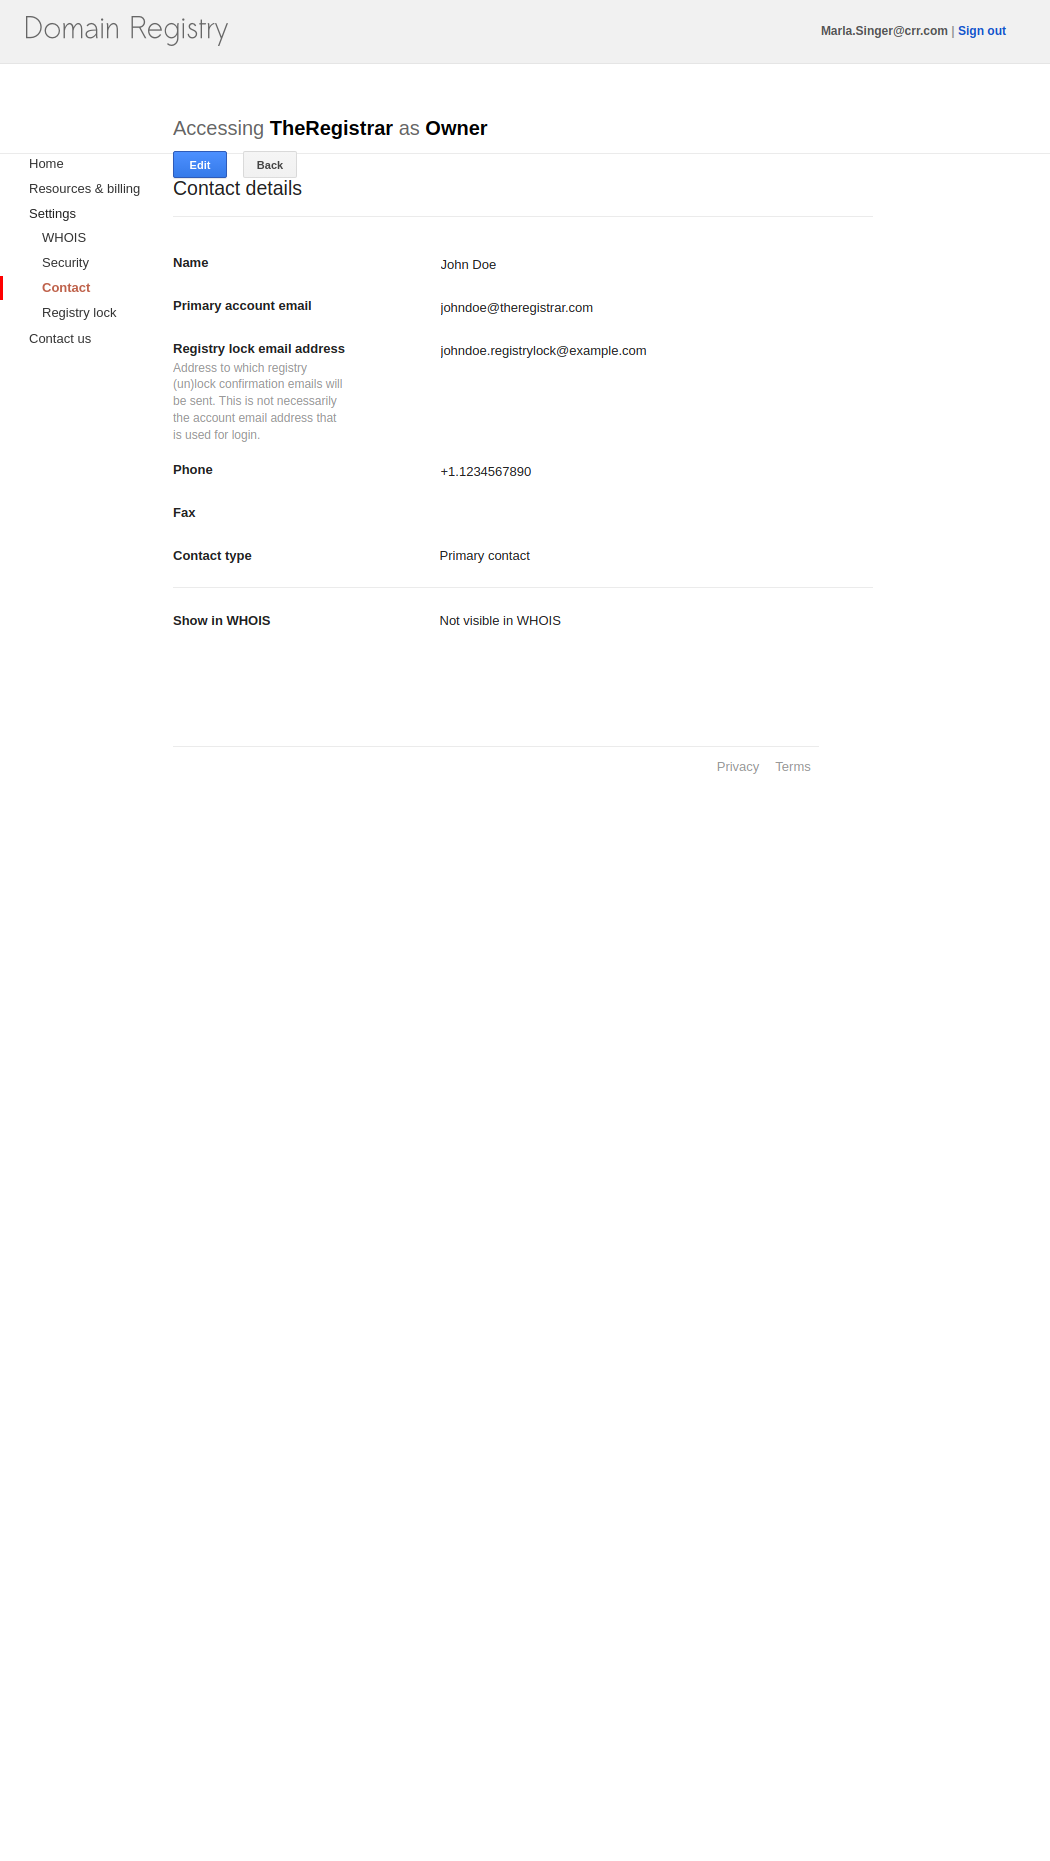 Domain Registry
Marla.Singer@crr.com | Sign out
Accessing TheRegistrar as Owner
Edit Back
Home
Resources & billing
Settings
WHOIS
Security
Contact
Registry lock
Contact us
Contact details
Name John Doe
Primary account email johndoe@theregistrar.com
Registry lock email address johndoe.registrylock@example.com
Address to which registry
(un)lock confirmation emails will
be sent. This is not necessarily
the account email address that
is used for login.
Phone +1.1234567890
Fax
Contact type Primary contact
Show in WHOIS Not visible in WHOIS
Privacy Terms